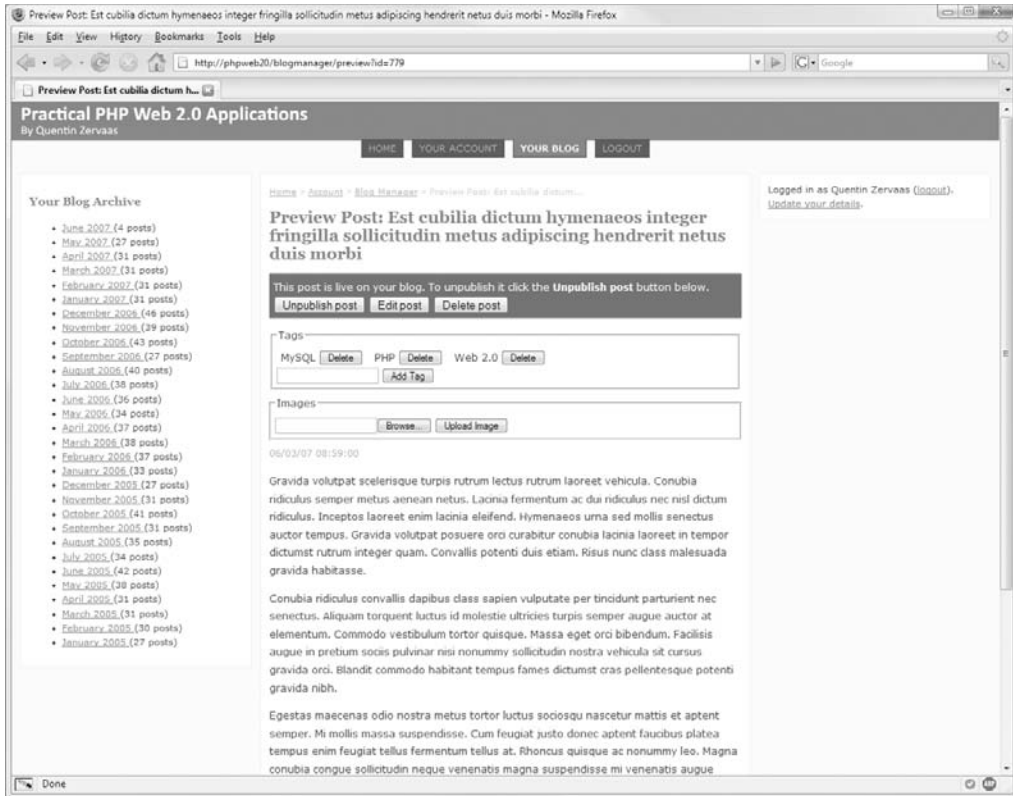 Preview Post: Est cubilia dictum hymenaeos integer fringilla sollicitudin metus adipiscing hendrerit netus duis morbi - Mozilla Firefox
File Edit View History Bookmarks Tools Help
http://phpweb20/blogmanager/preview?id=779
Google
Preview Post: Est cubilia dictum h...
Practical PHP Web 2.0 Applications
By Quentin Zervaas
HOME YOUR ACCOUNT YOUR BLOG LOGOUT
Your Blog Archive
June 2007 (4 posts)
May 2007 (27 posts)
April 2007 (31 posts)
March 2007 (31 posts)
February 2007 (31 posts)
January 2007 (31 posts)
December 2006 (46 posts)
November 2006 (39 posts)
October 2006 (43 posts)
September 2006 (27 posts)
August 2006 (40 posts)
July 2006 (38 posts)
June 2006 (36 posts)
May 2006 (34 posts)
April 2006 (37 posts)
March 2006 (38 posts)
February 2006 (37 posts)
January 2006 (33 posts)
December 2005 (27 posts)
November 2005 (31 posts)
October 2005 (41 posts)
September 2005 (31 posts)
August 2005 (35 posts)
July 2005 (34 posts)
June 2005 (42 posts)
May 2005 (38 posts)
April 2005 (31 posts)
March 2005 (31 posts)
February 2005 (30 posts)
January 2005 (27 posts)
Home > Account > Blog Manager > Preview Post: Est cubilia dictum...
Preview Post: Est cubilia dictum hymenaeos integer
fringilla sollicitudin metus adipiscing hendrerit netus
duis morbi
This post is live on your blog. To unpublish it click the Unpublish post button below.
Unpublish post Edit post Delete post
Tags
MySQL Delete PHP Delete Web 2.0 Delete
Add Tag
Images
Browse... Upload Image
06/03/07 08:59:00
Gravida volutpat scelerisque turpis rutrum lectus rutrum laoreet vehicula. Conubia
ridiculus semper metus aenean netus. Lacinia fermentum ac dui ridiculus nec nisl dictum
ridiculus. Inceptos laoreet enim lacinia eleifend. Hymenaeos urna sed mollis senectus
auctor tempus. Gravida volutpat posuere orci curabitur conubia lacinia laoreet in tempor
dictumst rutrum integer quam. Convallis potenti duis etiam. Risus nunc class malesuada
gravida habitasse.
Conubia ridiculus convallis dapibus class sapien vulputate per tincidunt parturient nec
senectus. Aliquam torquent luctus id molestie ultricies turpis semper augue auctor at
elementum. Commodo vestibulum tortor quisque. Massa eget orci bibendum. Facilisis
augue in pretium sociis pulvinar nisi nonummy sollicitudin nostra vehicula sit cursus
gravida orci. Blandit commodo habitant tempus fames dictumst cras pellentesque potenti
gravida nibh.
Egestas maecenas odio nostra metus tortor luctus sociosqu nascetur mattis et aptent
semper. Mi mollis massa suspendisse. Cum feugiat justo donec aptent faucibus platea
tempus enim feugiat tellus fermentum tellus at. Rhoncus quisque ac nonummy leo. Magna
conubia congue sollicitudin neque venenatis magna suspendisse mi venenatis augue
Logged in as Quentin Zervaas (logout).
Update your details.
Done